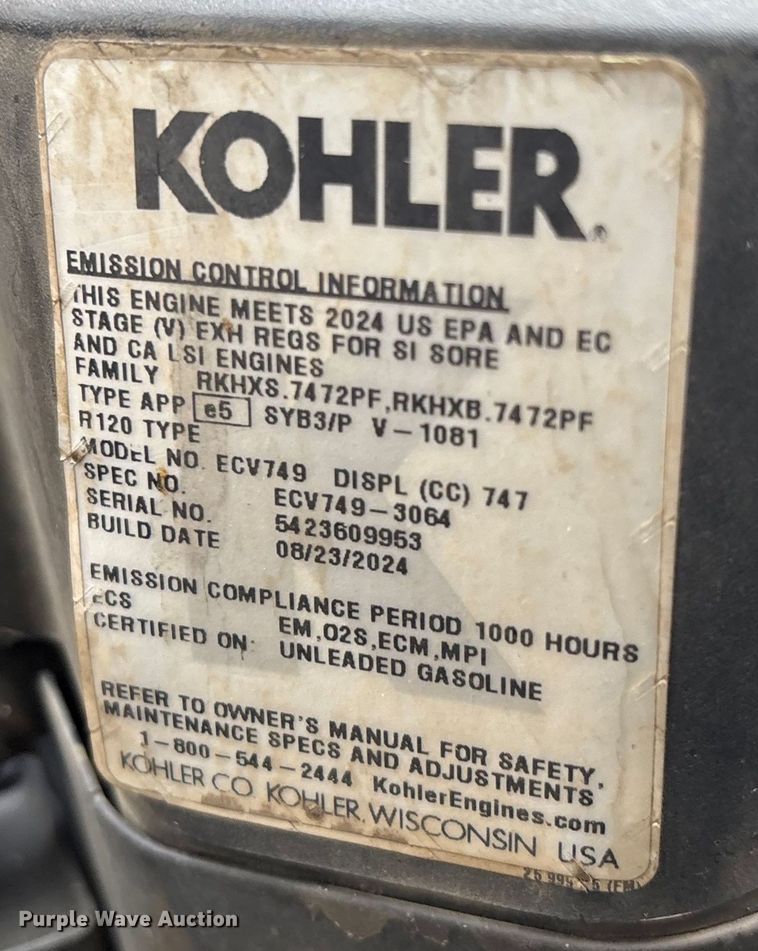 KOHLER®
EMISSION CONTROL INFORMATION
THIS ENGINE MEETS 2024 US EPA AND EC
STAGE (V) EXH REGS FOR SI SORE
AND CA LSI ENGINES
FAMILY RKHXS.7472PF,RKHXB.7472PF
TYPE APP e5 SYB3/P V-1081
R120 TYPE
MODEL NO. ECV749 DISPL (CC) 747
SPEC NO. ECV749-3064
SERIAL NO. 5423609953
BUILD DATE 08/23/2024
EMISSION COMPLIANCE PERIOD 1000 HOURS
ECS EM,O2S,ECM,MPI
CERTIFIED ON: UNLEADED GASOLINE
REFER TO OWNER'S MANUAL FOR SAFETY,
MAINTENANCE SPECS AND ADJUSTMENTS
1-800-544-2444 KohlerEngines.com
KOHLER CO. KOHLER, WISCONSIN USA
Purple Wave Auction